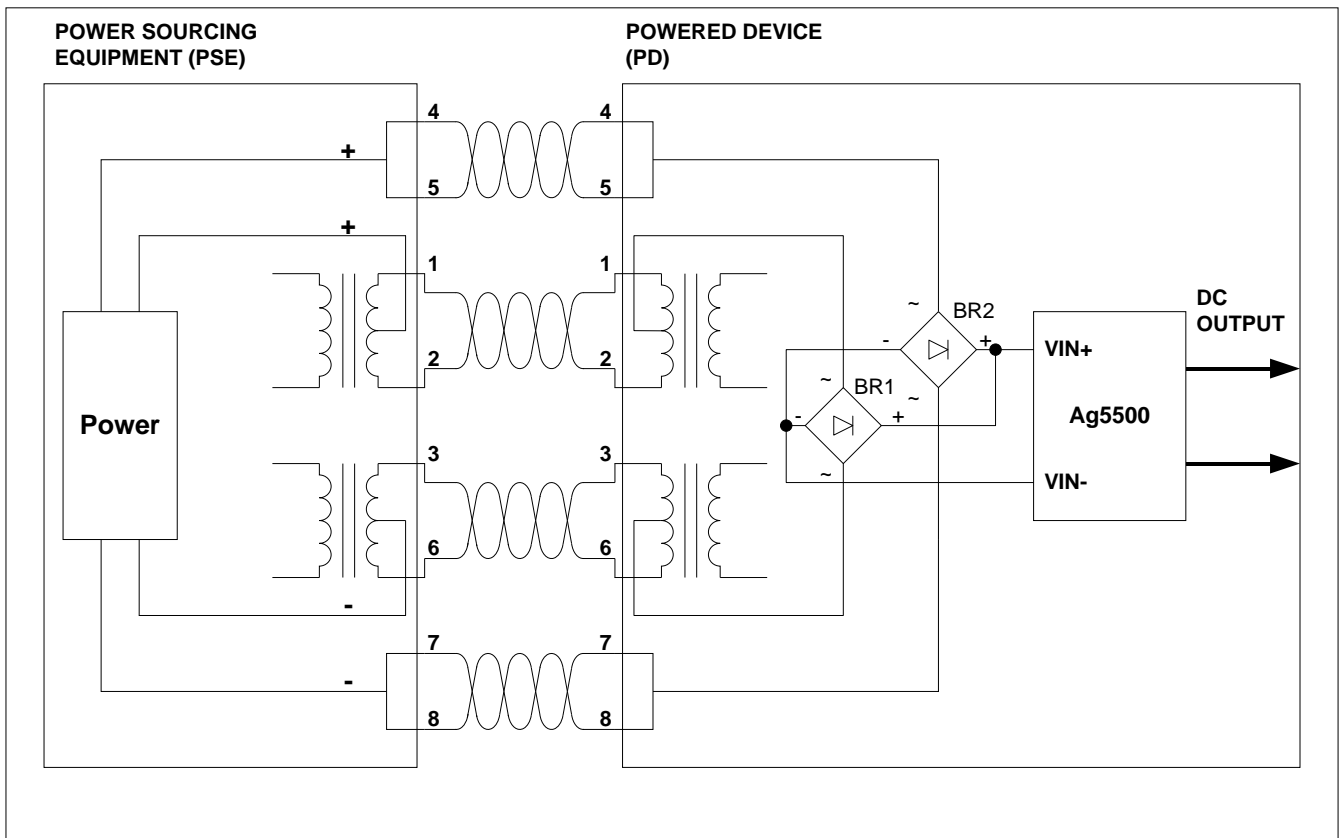 POWER SOURCING
EQUIPMENT (PSE)
POWERED DEVICE
(PD)
4
4
+
5
5
+
1
1
2
2
~
BR2
-
+
~
BR1
~
-
+
~
DC
OUTPUT
VIN+
Ag5500
VIN-
Power
3
3
6
6
-
7
7
-
8
8